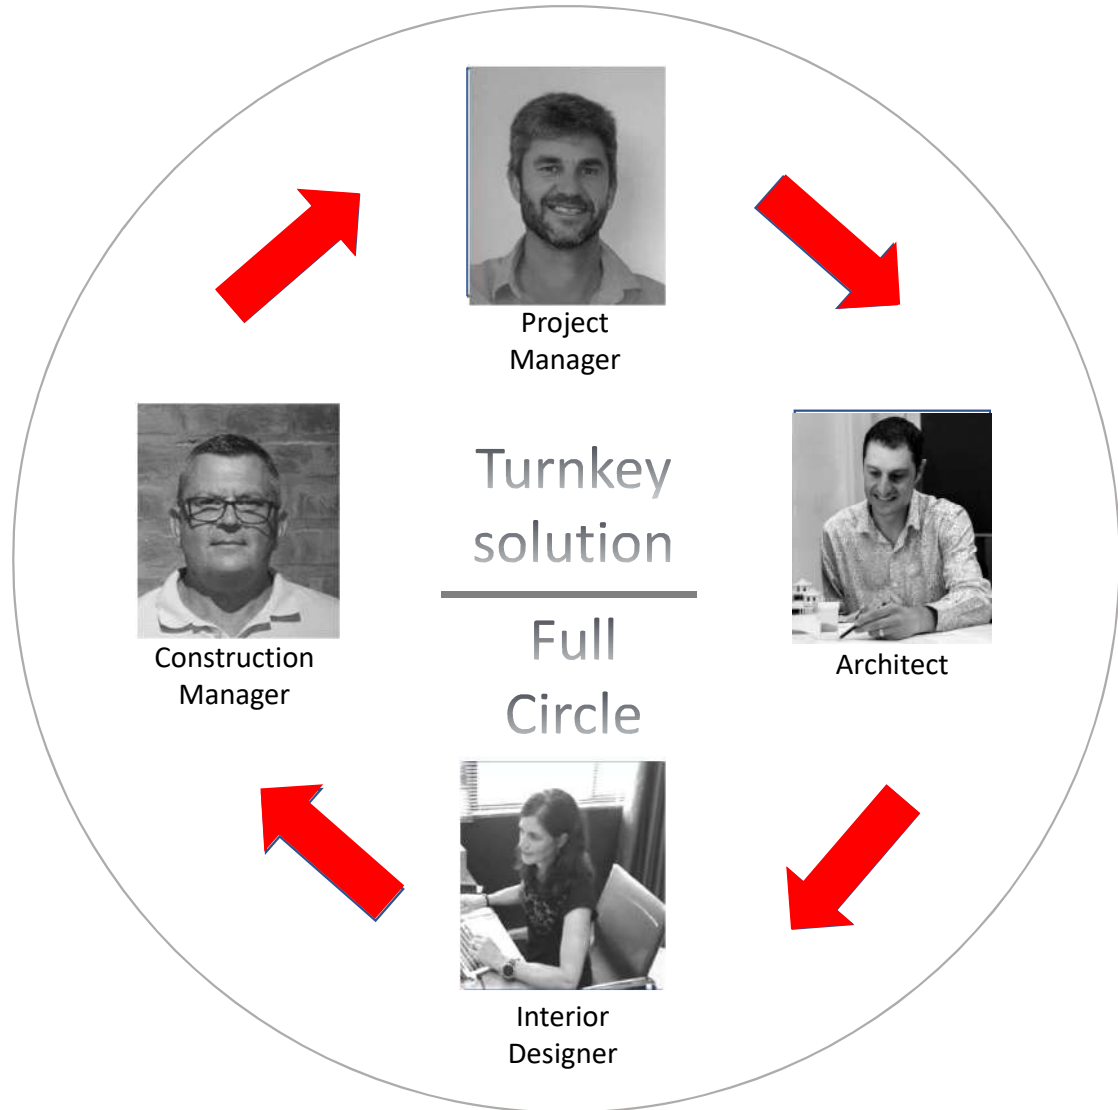 Project
Manager
Turnkey
solution
Construction
Manager
Architect
Full
Circle
Interior
Designer